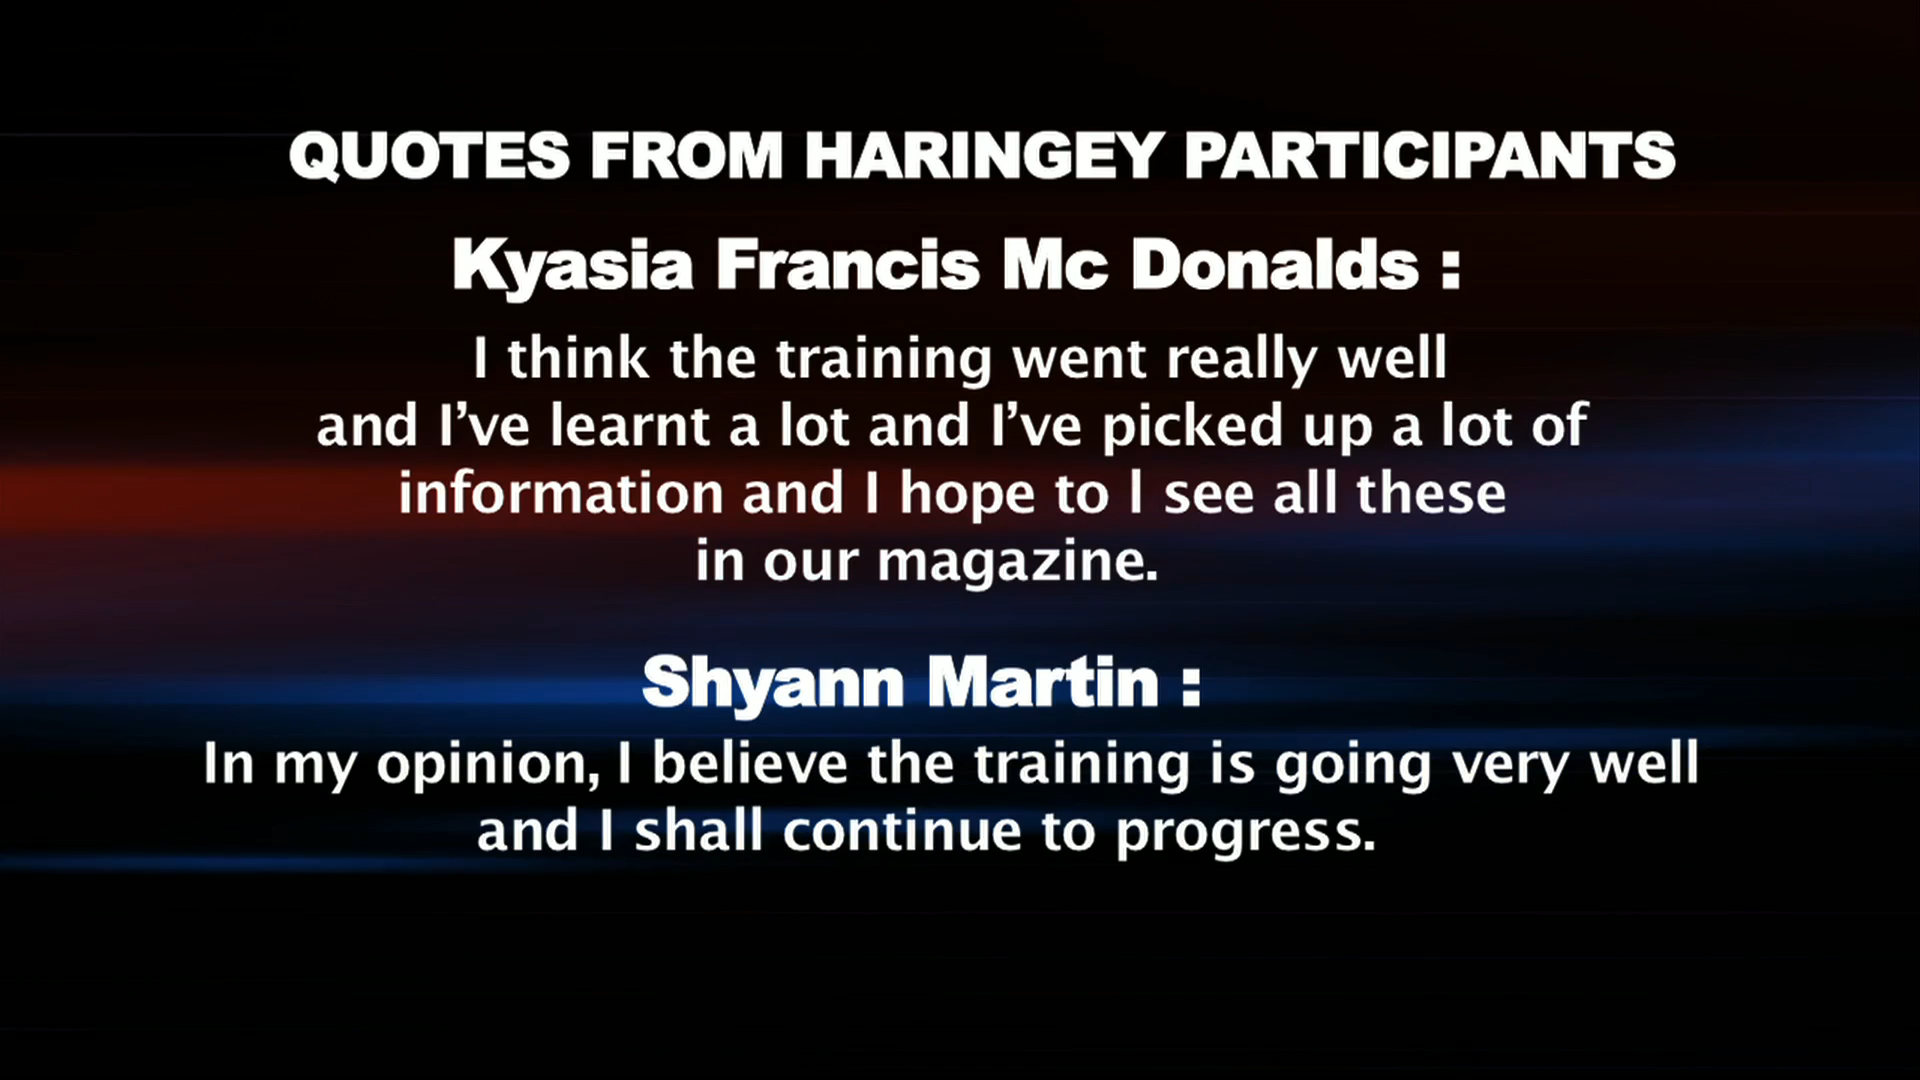 QUOTES FROM HARINGEY PARTICIPANTS
Kyasia Francis Mc Donalds :
I think the training went really well
and I’ve learnt a lot and I’ve picked up a lot of
information and I hope to l see all these
in our magazine.
Shyann Martin :
In my opinion, I believe the training is going very well
and I shall continue to progress.